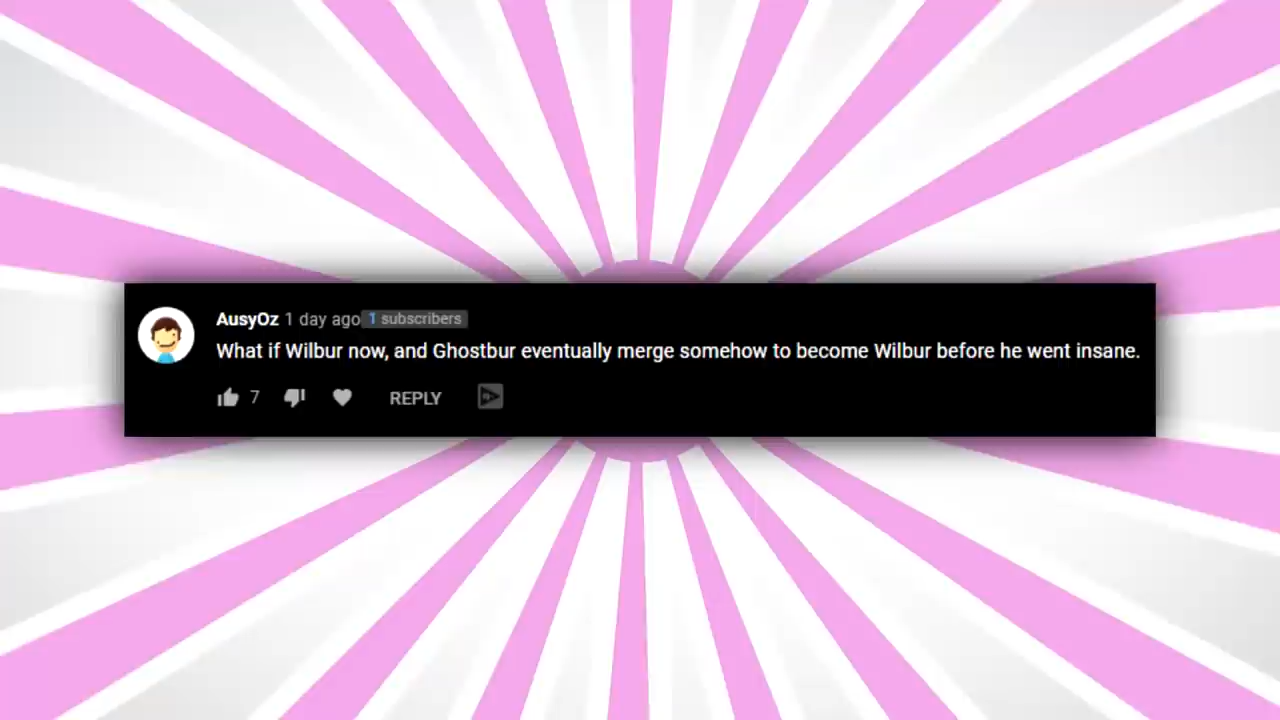 AusyOz 1 day ago 1 subscribers
What if Wilbur now, and Ghostbur eventually merge somehow to become Wilbur before he went insane.
7 REPLY